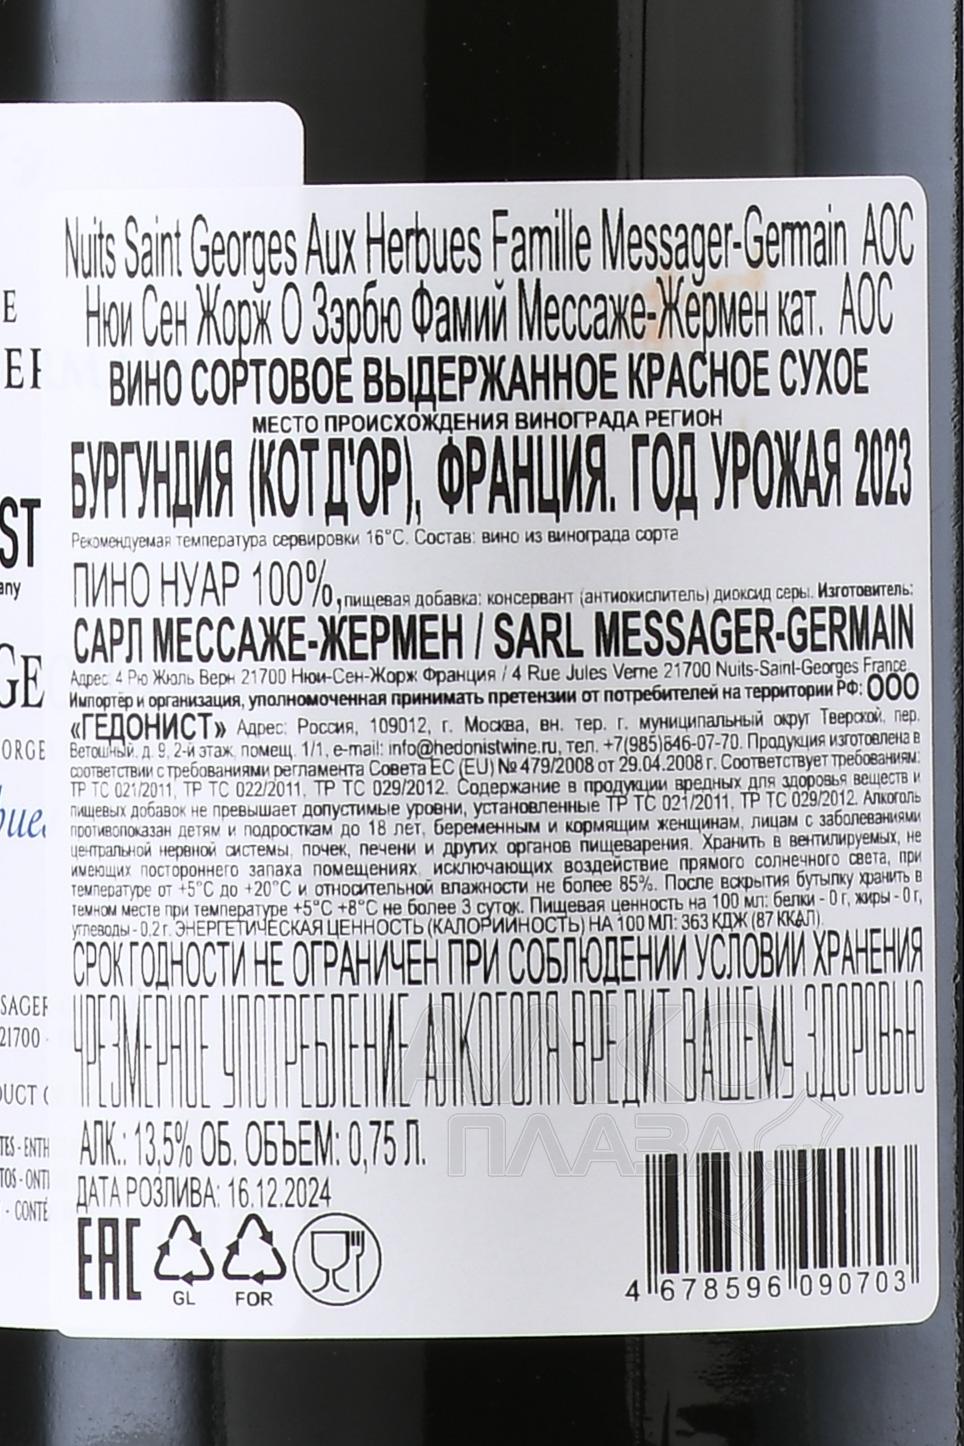 Nuits Saint Georges Aux Herbues Famille Messager-Germain AOC
Нюи Сен Жорж О Зэрбю Фамий Мессаже-Жермен кат. АОС
ВИНО СОРТОВОЕ ВЫДЕРЖАННОЕ КРАСНОЕ СУХОЕ
МЕСТО ПРОИСХОЖДЕНИЯ ВИНОГРАДА РЕГИОН
БУРГУНДИЯ (КОТ Д'ОР), ФРАНЦИЯ. ГОД УРОЖАЯ 2023
Рекомендуемая температура сервировки 16°С. Состав: вино из винограда сорта
ПИНО НУАР 100%, пищевая добавка: консервант (антиокислитель) диоксид серы. Изготовитель:
САРЛ МЕССАЖЕ-ЖЕРМЕН / SARL MESSAGER-GERMAIN
Адрес: 4 Рю Жюль Верн 21700 Нюи-Сен-Жорж Франция / 4 Rue Jules Verne 21700 Nuits-Saint-Georges France
Импортёр и организация, уполномоченная принимать претензии от потребителей на территории РФ: ООО
«ГЕДОНИСТ» Адрес: Россия, 109012, г. Москва, вн. тер. г. муниципальный округ Тверской, пер.
Ветошный, д. 9, 2-й этаж, помещ. 1/1, e-mail: info@hedonistwine.ru, тел. +7(985)646-07-70. Продукция изготовлена в
соответствии с требованиями регламента Совета ЕС (EU) № 479/2008 от 29.04.2008 г. Соответствует требованиям:
ТР ТС 021/2011, ТР ТС 022/2011, ТР ТС 029/2012. Содержание в продукции вредных для здоровья веществ и
пищевых добавок не превышает допустимые уровни, установленные ТР ТС 021/2011, ТР ТС 029/2012. Алкоголь
противопоказан детям и подросткам до 18 лет, беременным и кормящим женщинам, лицам с заболеваниями
центральной нервной системы, почек, печени и других органов пищеварения. Хранить в вентилируемых, не
имеющих постороннего запаха помещениях, исключающих воздействие прямого солнечного света, при
температуре от +5°С до +20°С и относительной влажности не более 85%. После вскрытия бутылку хранить в
темном месте при температуре +5°С +8°С не более 3 суток. Пищевая ценность на 100 мл: белки - 0 г, жиры - 0 г,
углеводы - 0,2 г. ЭНЕРГЕТИЧЕСКАЯ ЦЕННОСТЬ (КАЛОРИЙНОСТЬ) НА 100 МЛ: 363 КДЖ (87 ККАЛ).
СРОК ГОДНОСТИ НЕ ОГРАНИЧЕН ПРИ СОБЛЮДЕНИИ УСЛОВИЙ ХРАНЕНИЯ
ЧРЕЗМЕРНОЕ УПОТРЕБЛЕНИЕ АЛКОГОЛЯ ВРЕДИТ ВАШЕМУ ЗДОРОВЬЮ
АЛК.: 13,5% ОБ. ОБЪЕМ: 0,75 Л.
ДАТА РОЗЛИВА: 16.12.2024
ЕАС
GL FOR
4 678596 090703
АЛКО
ПЛАЗА.ру
21700